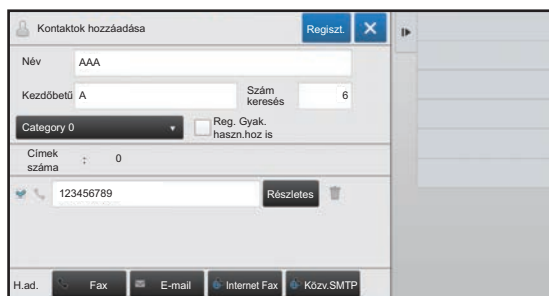 Kontaktok hozzáadása Regiszt.
Név AAA
Kezdőbetű A Szám keresés 6
Category 0 Reg. Gyak. haszn.hoz is
Címek száma : 0
123456789 Részletes
H.ad. Fax E-mail Internet Fax Közv.SMTP